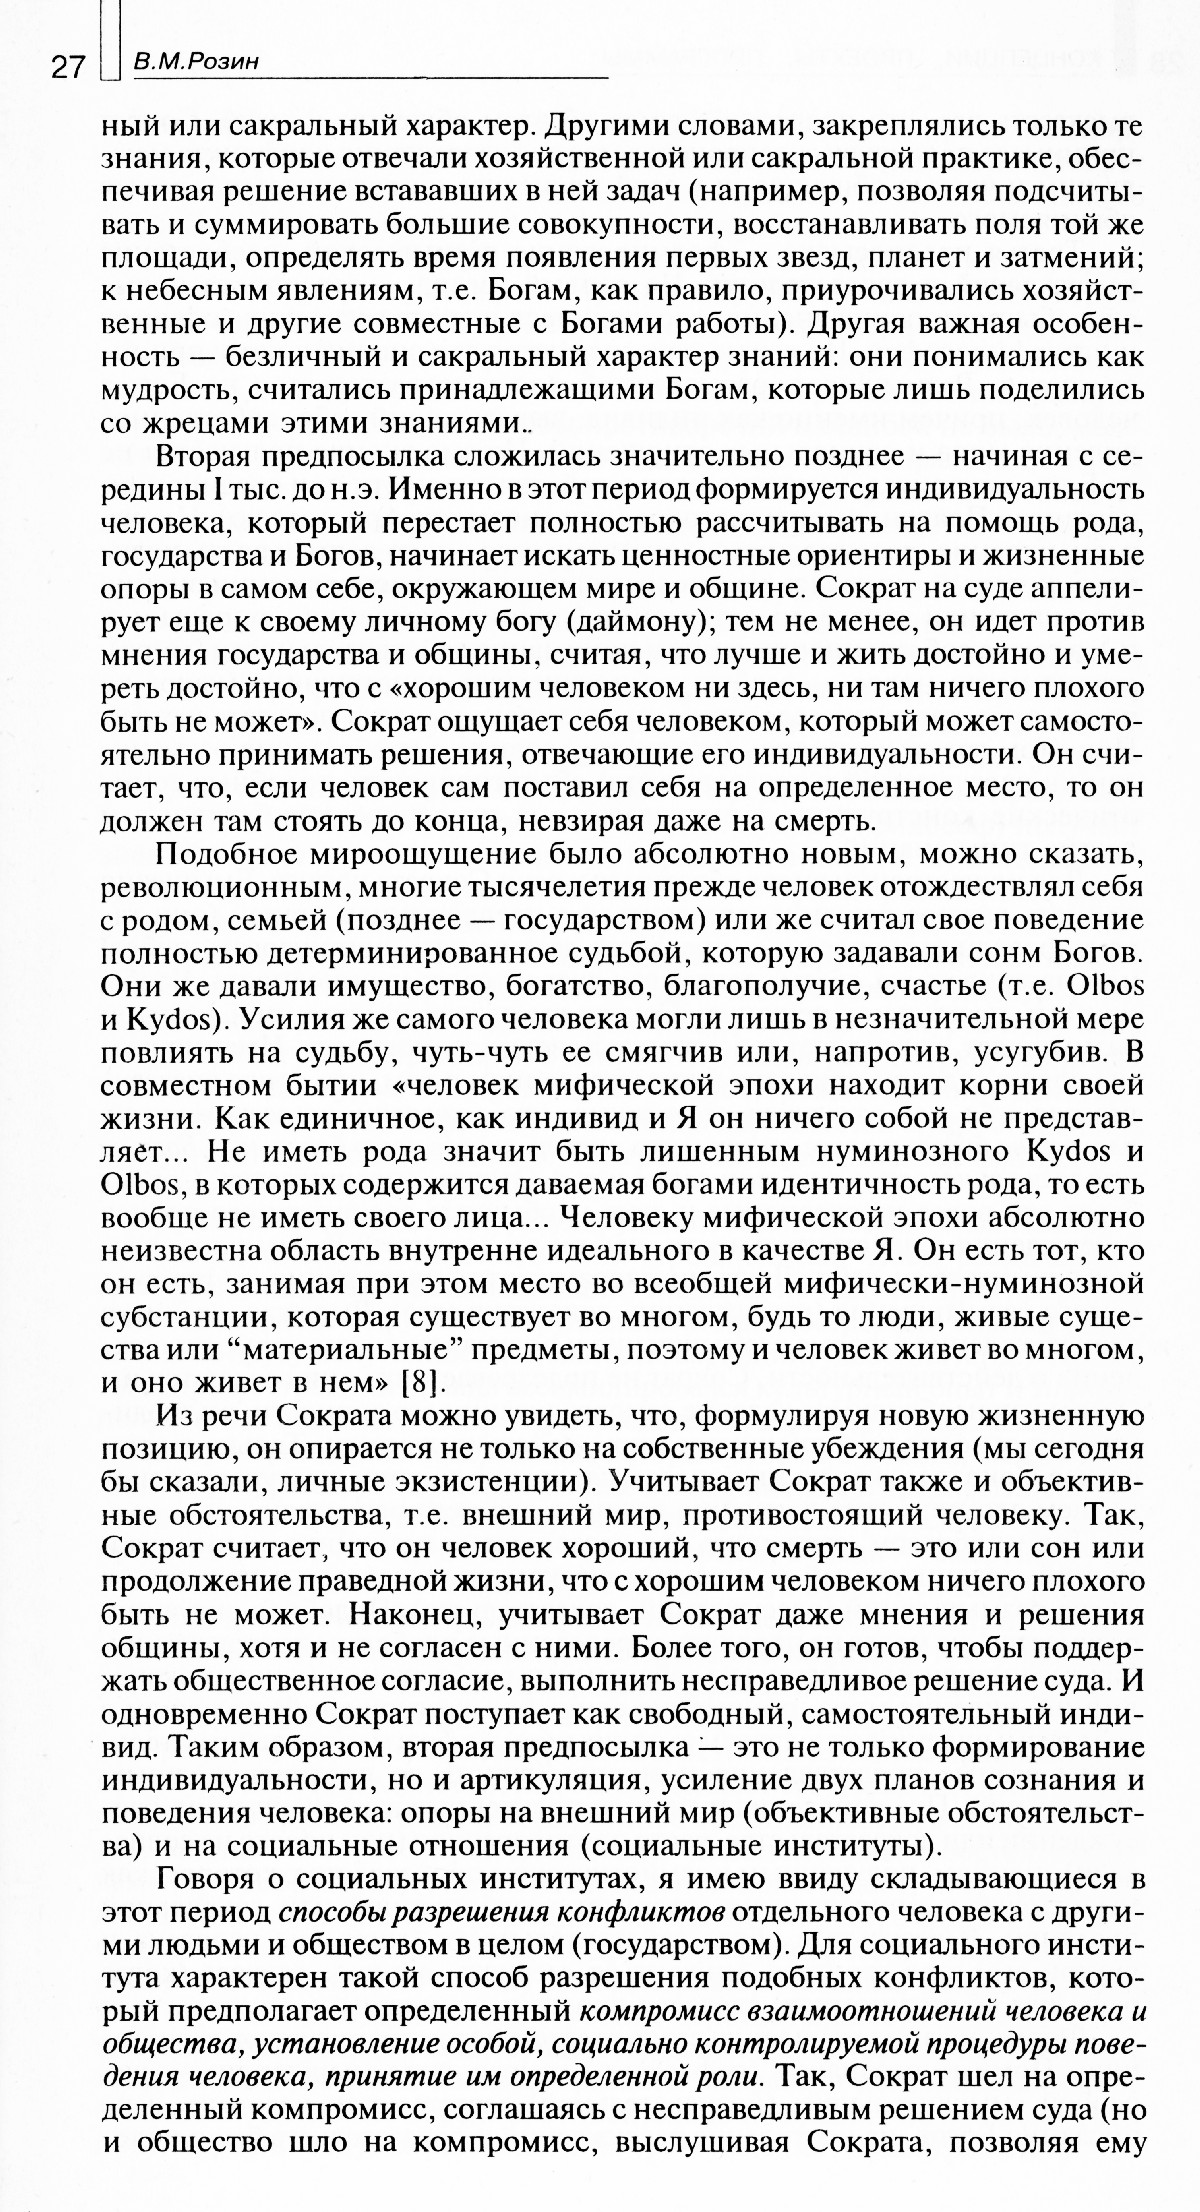 27 В.М.Розин
ный или сакральный характер. Другими словами, закреплялись только те
знания, которые отвечали хозяйственной или сакральной практике, обес-
печивая решение встававших в ней задач (например, позволяя подсчиты-
вать и суммировать большие совокупности, восстанавливать поля той же
площади, определять время появления первых звезд, планет и затмений;
к небесным явлениям, т.е. Богам, как правило, приурочивались хозяйст-
венные и другие совместные с Богами работы). Другая важная особен-
ность — безличный и сакральный характер знаний: они понимались как
мудрость, считались принадлежащими Богам, которые лишь поделились
со жрецами этими знаниями..
Вторая предпосылка сложилась значительно позднее — начиная с се-
редины I тыс. до н.э. Именно в этот период формируется индивидуальность
человека, который перестает полностью рассчитывать на помощь рода,
государства и Богов, начинает искать ценностные ориентиры и жизненные
опоры в самом себе, окружающем мире и общине. Сократ на суде аппели-
рует еще к своему личному богу (даймону); тем не менее, он идет против
мнения государства и общины, считая, что лучше и жить достойно и уме-
реть достойно, что с «хорошим человеком ни здесь, ни там ничего плохого
быть не может». Сократ ощущает себя человеком, который может самосто-
ятельно принимать решения, отвечающие его индивидуальности. Он счи-
тает, что, если человек сам поставил себя на определенное место, то он
должен там стоять до конца, невзирая даже на смерть.
Подобное мироощущение было абсолютно новым, можно сказать,
революционным, многие тысячелетия прежде человек отождествлял себя
с родом, семьей (позднее — государством) или же считал свое поведение
полностью детерминированное судьбой, которую задавали сонм Богов.
Они же давали имущество, богатство, благополучие, счастье (т.е. Olbos
и Kydos). Усилия же самого человека могли лишь в незначительной мере
повлиять на судьбу, чуть-чуть ее смягчив или, напротив, усугубив. В
совместном бытии «человек мифической эпохи находит корни своей
жизни. Как единичное, как индивид и Я он ничего собой не представ-
ляет... Не иметь рода значит быть лишенным нуминозного Kydos и
Olbos, в которых содержится даваемая богами идентичность рода, то есть
вообще не иметь своего лица... Человеку мифической эпохи абсолютно
неизвестна область внутренне идеального в качестве Я. Он есть тот, кто
он есть, занимая при этом место во всеобщей мифически-нуминозной
субстанции, которая существует во многом, будь то люди, живые суще-
ства или “материальные” предметы, поэтому и человек живет во многом,
и оно живет в нем» [8].
Из речи Сократа можно увидеть, что, формулируя новую жизненную
позицию, он опирается не только на собственные убеждения (мы сегодня
бы сказали, личные экзистенции). Учитывает Сократ также и объектив-
ные обстоятельства, т.е. внешний мир, противостоящий человеку. Так,
Сократ считает, что он человек хороший, что смерть — это или сон или
продолжение праведной жизни, что с хорошим человеком ничего плохого
быть не может. Наконец, учитывает Сократ даже мнения и решения
общины, хотя и не согласен с ними. Более того, он готов, чтобы поддер-
жать общественное согласие, выполнить несправедливое решение суда. И
одновременно Сократ поступает как свободный, самостоятельный инди-
вид. Таким образом, вторая предпосылка — это не только формирование
индивидуальности, но и артикуляция, усиление двух планов сознания и
поведения человека: опоры на внешний мир (объективные обстоятельст-
ва) и на социальные отношения (социальные институты).
Говоря о социальных институтах, я имею ввиду складывающиеся в
этот период способы разрешения конфликтов отдельного человека с други-
ми людьми и обществом в целом (государством). Для социального инсти-
тута характерен такой способ разрешения подобных конфликтов, кото-
рый предполагает определенный компромисс взаимоотношений человека и
общества, установление особой, социально контролируемой процедуры пове-
дения человека, принятие им определенной роли. Так, Сократ шел на опре-
деленный компромисс, соглашаясь с несправедливым решением суда (но
и общество шло на компромисс, выслушивая Сократа, позволяя ему